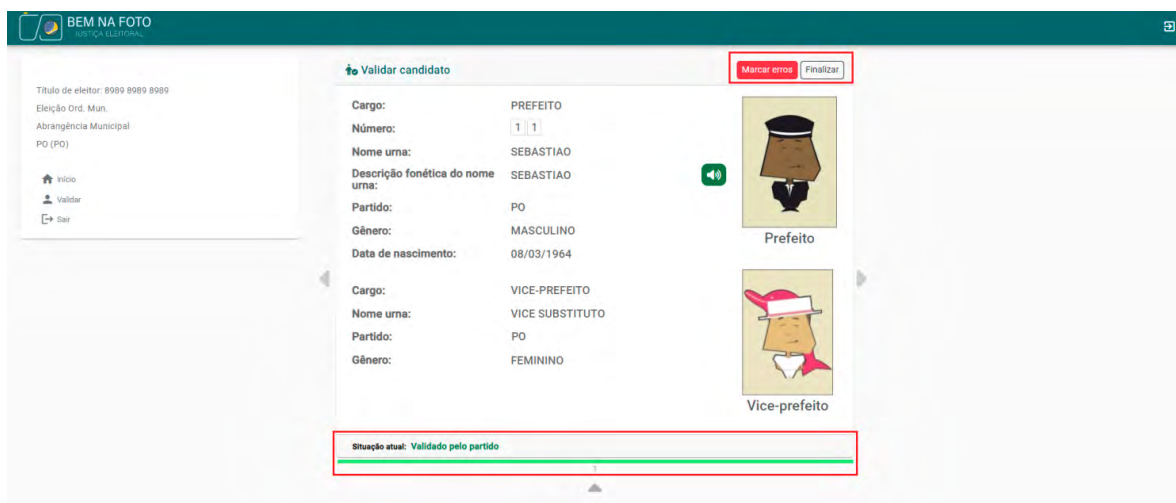 BEM NA FOTO
JUSTIÇA ELEITORAL
Título de eleitor: 8989 8989 8989
Eleição Ord. Mun.
Abrangência Municipal
PO (PO)
Início
Validar
Sair
Validar candidato
Marcar erros Finalizar
Cargo: PREFEITO
Número: 1 1
Nome urna: SEBASTIAO
Descrição fonética do nome urna: SEBASTIAO
Partido: PO
Gênero: MASCULINO
Data de nascimento: 08/03/1964
Prefeito
Cargo: VICE-PREFEITO
Nome urna: VICE SUBSTITUTO
Partido: PO
Gênero: FEMININO
Vice-prefeito
Situação atual: Validado pelo partido
1